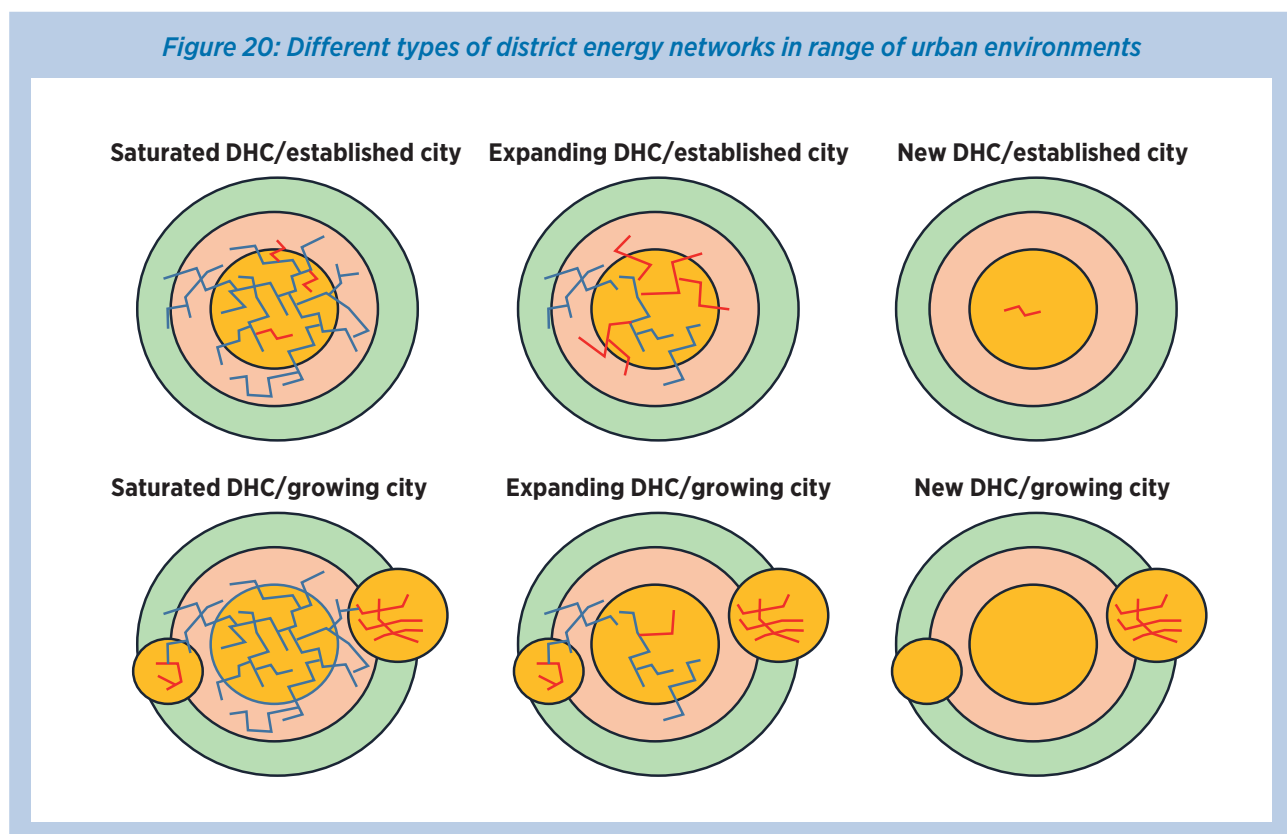 Figure 20: Different types of district energy networks in range of urban environments
Saturated DHC/established city
Expanding DHC/established city
New DHC/established city
Saturated DHC/growing city
Expanding DHC/growing city
New DHC/growing city